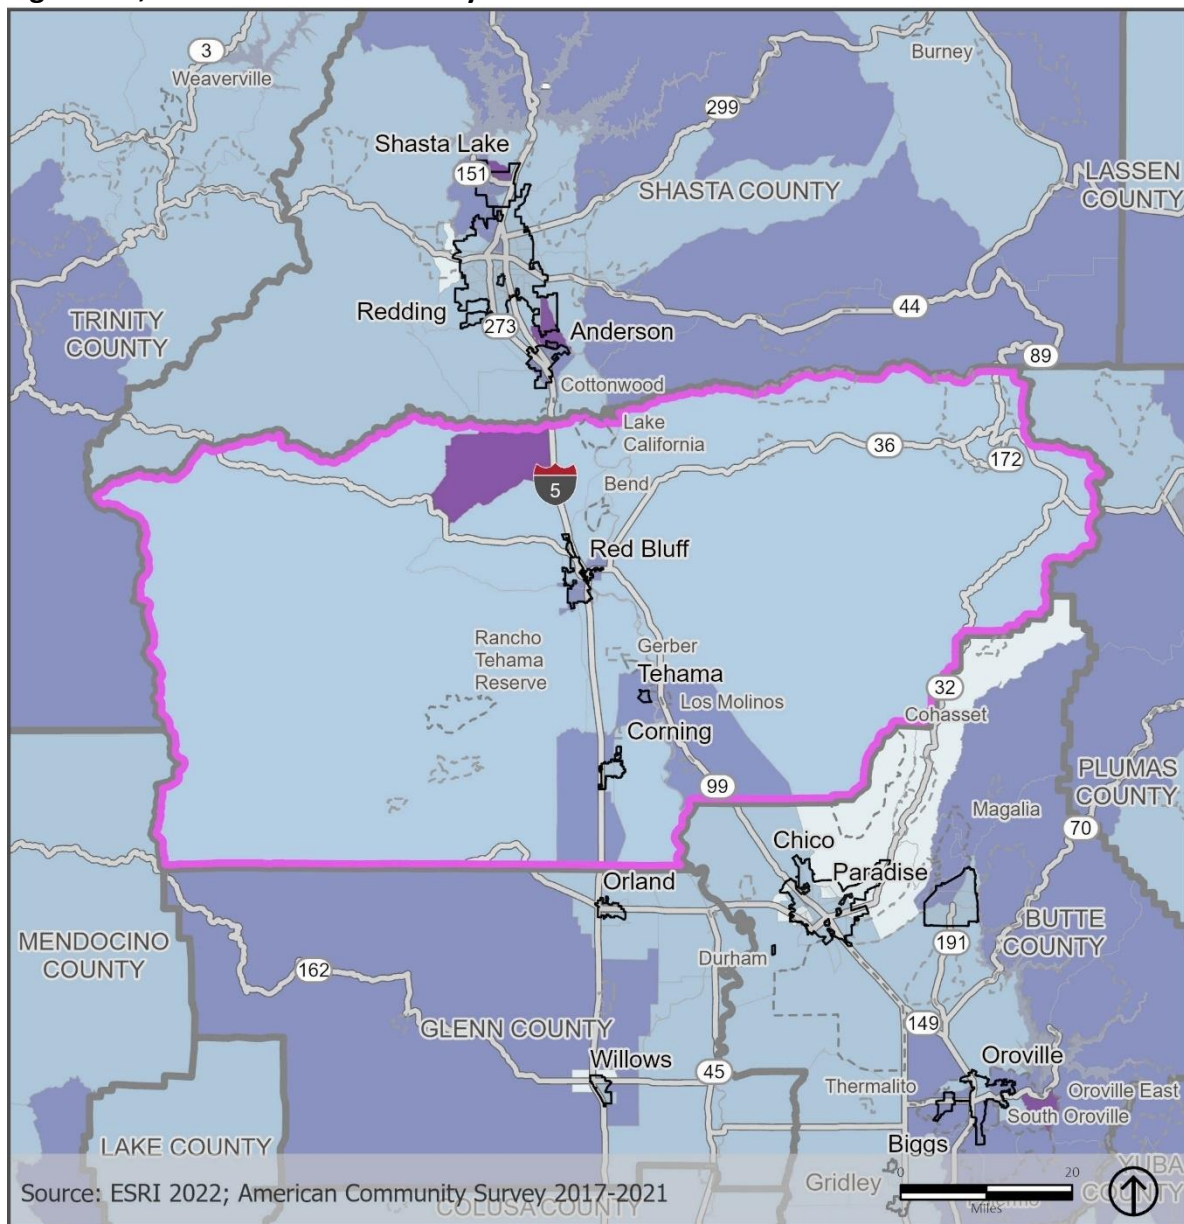 3
Weaverville
Burney
299
Shasta Lake
151
SHASTA COUNTY
LASSEN
COUNTY
TRINITY
COUNTY
Redding
273
Anderson
44
89
Cottonwood
Lake
California
36
172
5
Bend
Red Bluff
Rancho
Tehama
Reserve
Gerber
Tehama
Los Molinos
32
Cohasset
Corning
99
PLUMAS
COUNTY
Magalia
70
Chico
Paradise
Orland
MENDOCINO
COUNTY
162
BUTTE
COUNTY
191
Durham
GLENN COUNTY
149
Willows
45
Oroville
Thermalito
Oroville East
South Oroville
Biggs
LAKE COUNTY
YUBA
COUNTY
Gridley
0
20
Miles
Source: ESRI 2022; American Community Survey 2017-2021
COLUSA COUNTY